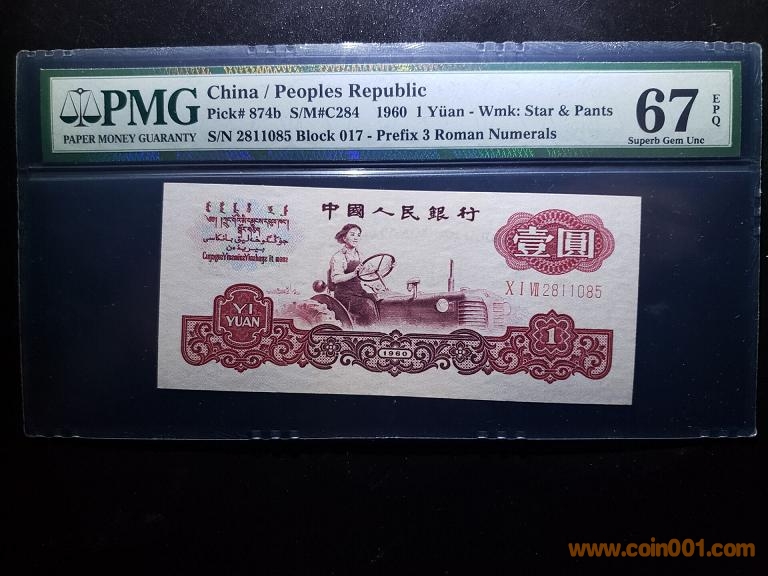 PMG
PAPER MONEY GUARANTY
China / Peoples Republic
Pick# 874b S/M#C284 1960 1 Yüan - Wmk: Star & Pants
S/N 2811085 Block 017 - Prefix 3 Roman Numerals
67 EPQ
Superb Gem Unc
中國人民銀行
壹圓
X I VII 2811085
YI
YUAN
1960
1
www.coin001.com